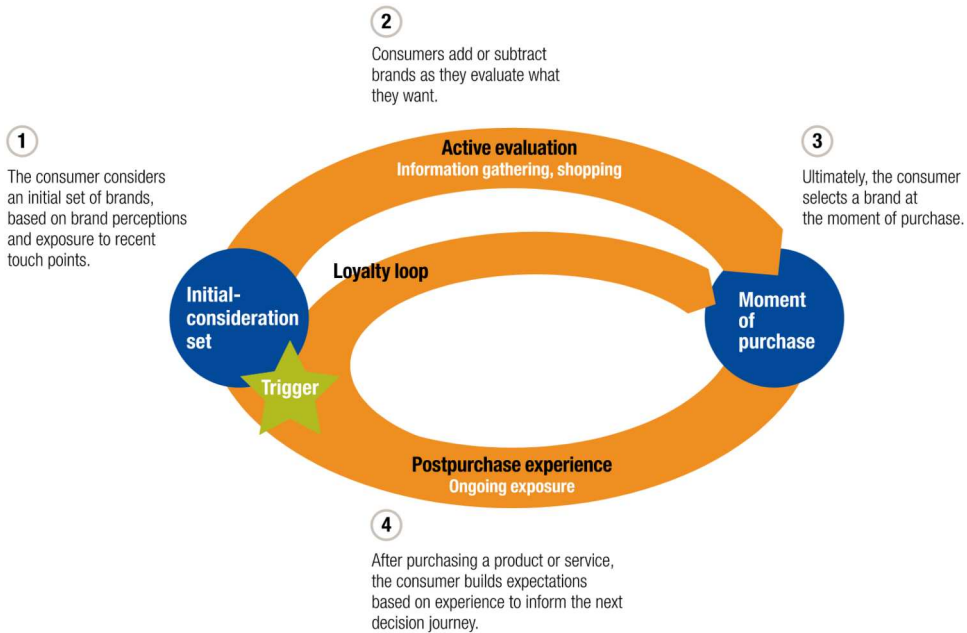 1
The consumer considers
an initial set of brands,
based on brand perceptions
and exposure to recent
touch points.
2
Consumers add or subtract
brands as they evaluate what
they want.
3
Ultimately, the consumer
selects a brand at
the moment of purchase.
Active evaluation
Information gathering, shopping
Loyalty loop
Initial-
consideration
set
Trigger
Moment
of
purchase
Postpurchase experience
Ongoing exposure
4
After purchasing a product or service,
the consumer builds expectations
based on experience to inform the next
decision journey.